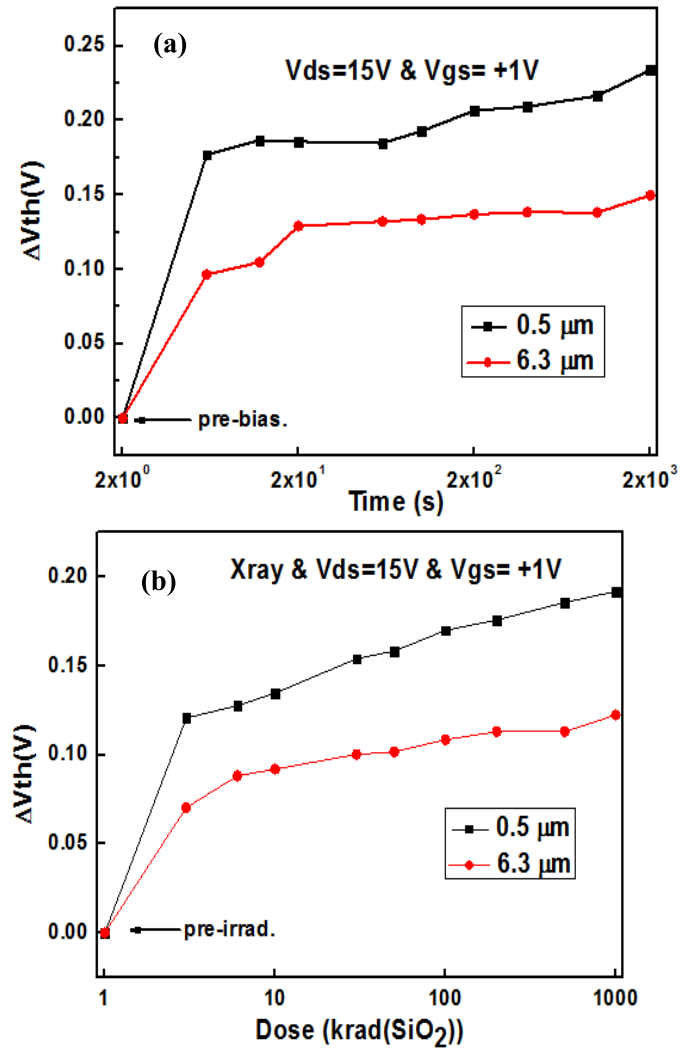 (a)
Vds=15V & Vgs= +1V
0.25
0.20
0.15
0.10
0.05
0.00
ΔVth(V)
0.5 μm
6.3 μm
pre-bias.
2x10⁰ 2x10¹ 2x10² 2x10³
Time (s)
(b)
Xray & Vds=15V & Vgs= +1V
0.20
0.15
0.10
0.05
0.00
ΔVth(V)
0.5 μm
6.3 μm
pre-irrad.
1 10 100 1000
Dose (krad(SiO₂))